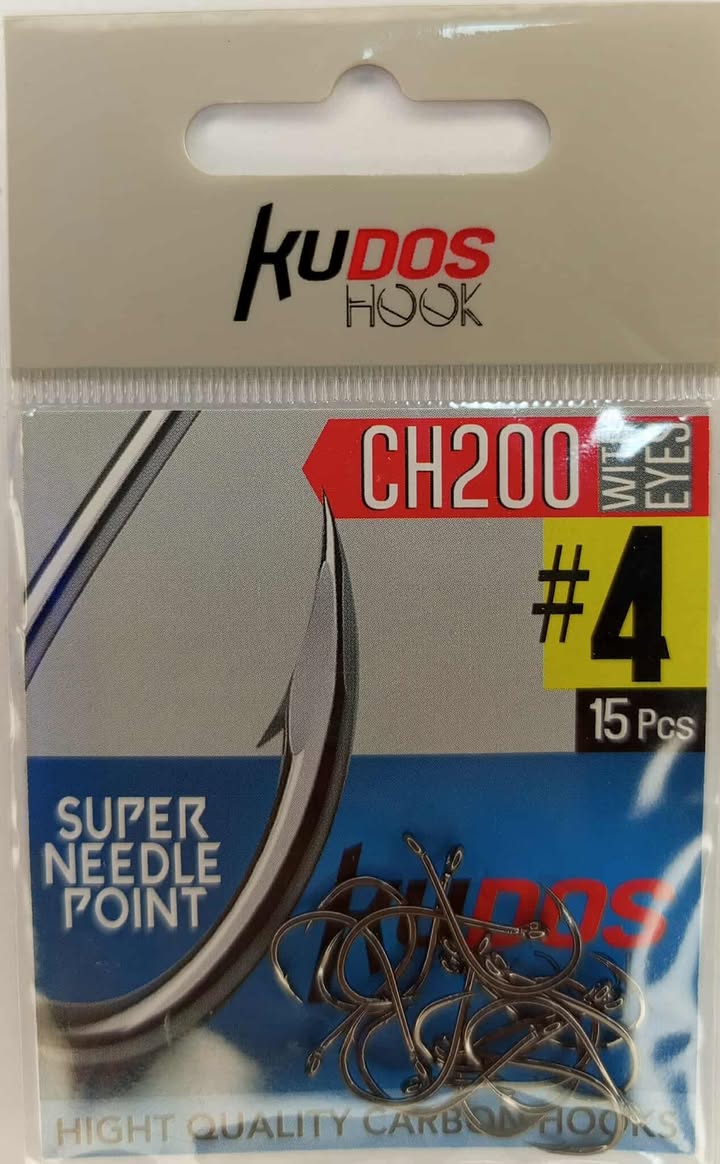 KUDOS
HOOK
CH200 WITH EYES
#4
15 Pcs
SUPER
NEEDLE
POINT
KUDOS
HIGHT QUALITY CARBON HOOKS